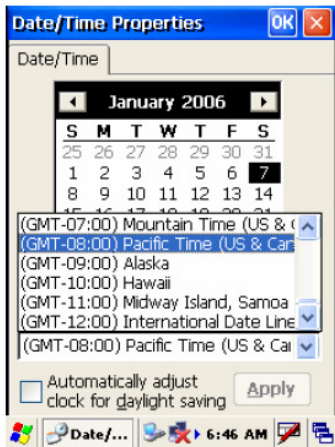 Date/Time Properties OK
Date/Time
January 2006
S M T W T F S
25 26 27 28 29 30 31
1 2 3 4 5 6 7
8 9 10 11 12 13 14
(GMT-07:00) Mountain Time (US &
(GMT-08:00) Pacific Time (US & Can
(GMT-09:00) Alaska
(GMT-10:00) Hawaii
(GMT-11:00) Midway Island, Samoa
(GMT-12:00) International Date Line
(GMT-08:00) Pacific Time (US & Cai
Automatically adjust
clock for daylight saving
Apply
Date/... 6:46 AM